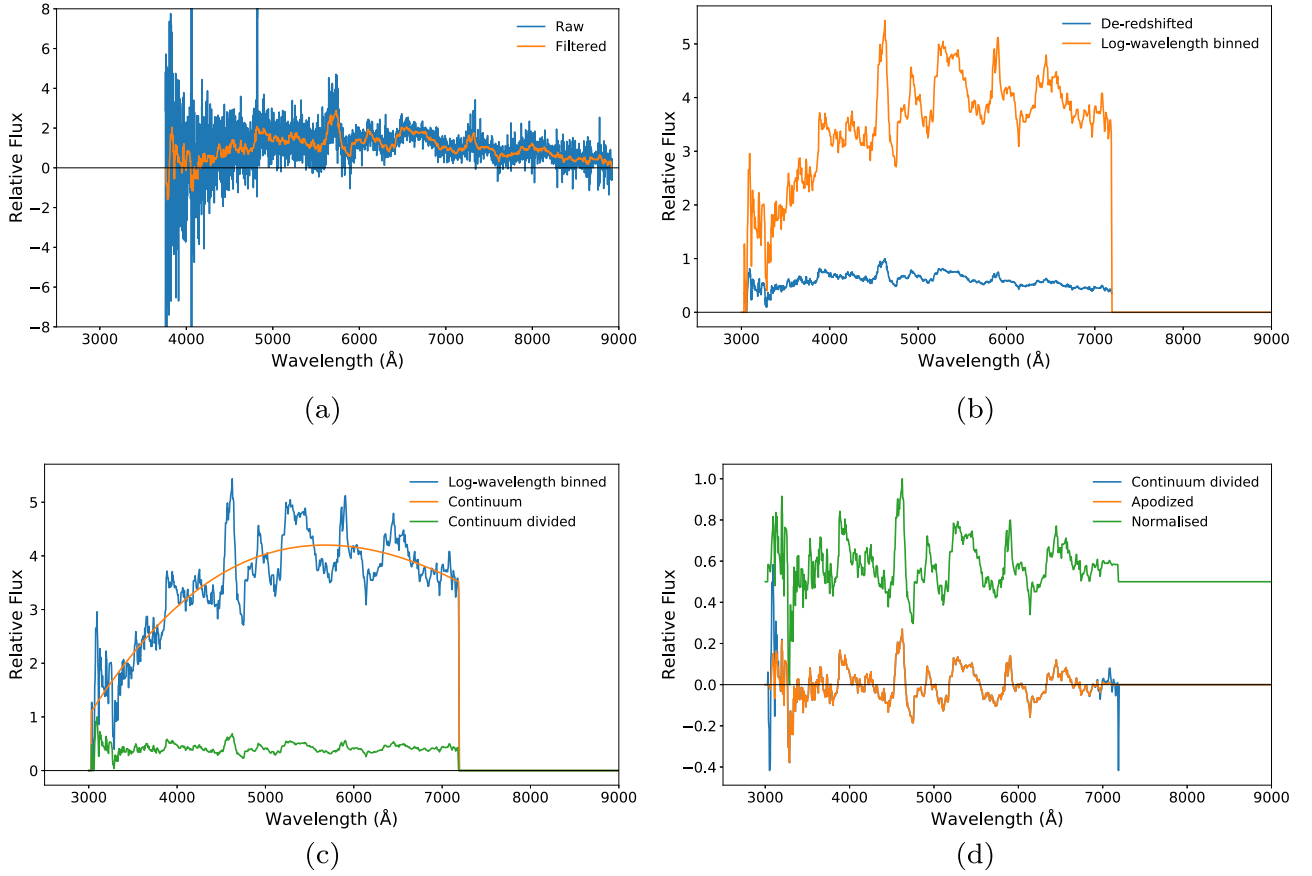 Raw
Filtered
Relative Flux
8
6
4
2
0
−2
−4
−6
−8
3000 4000 5000 6000 7000 8000 9000
Wavelength (Å)
(a)
De-redshifted
Log-wavelength binned
Relative Flux
5
4
3
2
1
0
3000 4000 5000 6000 7000 8000 9000
Wavelength (Å)
(b)
Log-wavelength binned
Continuum
Continuum divided
Relative Flux
5
4
3
2
1
0
3000 4000 5000 6000 7000 8000 9000
Wavelength (Å)
(c)
Continuum divided
Apodized
Normalised
Relative Flux
1.0
0.8
0.6
0.4
0.2
0.0
−0.2
−0.4
3000 4000 5000 6000 7000 8000 9000
Wavelength (Å)
(d)